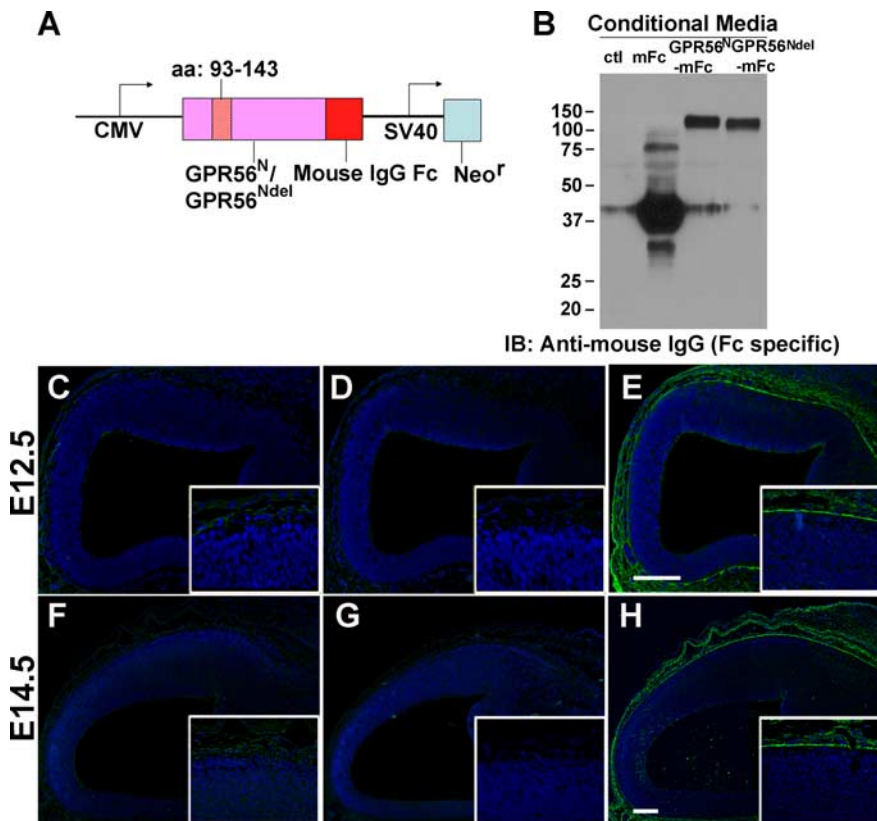 A
aa: 93-143
CMV
SV40
GPR56N/
GPR56Ndel
Mouse IgG Fc
Neor
B
Conditional Media
ctl mFc GPR56N-mFc GPR56Ndel-mFc
150
100
75
50
37
25
20
IB: Anti-mouse IgG (Fc specific)
E12.5
C
D
E
E14.5
F
G
H